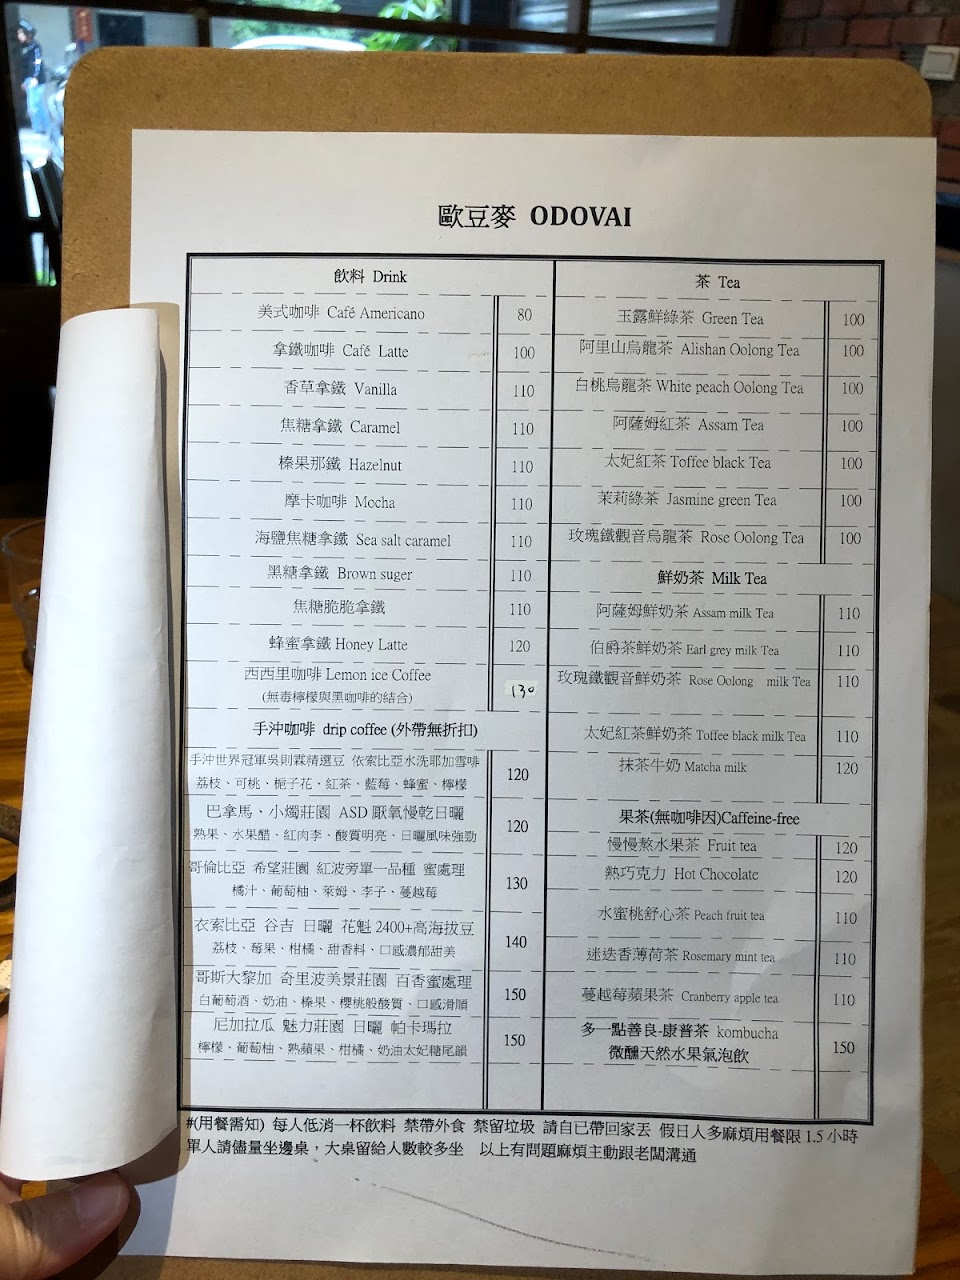 歐豆麥 ODOVAI
飲料 Drink
美式咖啡 Café Americano 80
拿鐵咖啡 Café Latte 100
香草拿鐵 Vanilla 110
焦糖拿鐵 Caramel 110
榛果那鐵 Hazelnut 110
摩卡咖啡 Mocha 110
海鹽焦糖拿鐵 Sea salt caramel 110
黑糖拿鐵 Brown suger 110
焦糖脆脆拿鐵 110
蜂蜜拿鐵 Honey Latte 120
西西里咖啡 Lemon ice Coffee
(無毒檸檬與黑咖啡的結合) 130
手沖咖啡 drip coffee (外帶無折扣)
手沖世界冠軍吳則霖精選豆 依索比亞水洗耶加雪啡
荔枝、可桃、梔子花、紅茶、藍莓、蜂蜜、檸檬 120
巴拿馬、小燭莊園 ASD 厭氧慢乾日曬
熟果、水果醋、紅肉李、酸質明亮、日曬風味強勁 120
哥倫比亞 希望莊園 紅波旁單一品種 蜜處理
橘汁、葡萄柚、萊姆、李子、蔓越莓 130
衣索比亞 谷吉 日曬 花魁 2400+高海拔豆
荔枝、莓果、柑橘、甜香料、口感濃郁甜美 140
哥斯大黎加 奇里波美景莊園 百香蜜處理
白葡萄酒、奶油、榛果、櫻桃般酸質、口感滑順 150
尼加拉瓜 魅力莊園 日曬 帕卡瑪拉
檸檬、葡萄柚、熟蘋果、柑橘、奶油太妃糖尾韻 150
茶 Tea
玉露鮮綠茶 Green Tea 100
阿里山烏龍茶 Alishan Oolong Tea 100
白桃烏龍茶 White peach Oolong Tea 100
阿薩姆紅茶 Assam Tea 100
太妃紅茶 Toffee black Tea 100
茉莉綠茶 Jasmine green Tea 100
玫瑰鐵觀音烏龍茶 Rose Oolong Tea 100
鮮奶茶 Milk Tea
阿薩姆鮮奶茶 Assam milk Tea 110
伯爵茶鮮奶茶 Earl grey milk Tea 110
玫瑰鐵觀音鮮奶茶 Rose Oolong milk Tea 110
太妃紅茶鮮奶茶 Toffee black milk Tea 110
抹茶牛奶 Matcha milk 120
果茶(無咖啡因)Caffeine-free
慢慢熬水果茶 Fruit tea 120
熱巧克力 Hot Chocolate 120
水蜜桃舒心茶 Peach fruit tea 110
迷迭香薄荷茶 Rosemary mint tea 110
蔓越莓蘋果茶 Cranberry apple tea 110
多一點善良-康普茶 kombucha
微醺天然水果氣泡飲 150
#(用餐需知) 每人低消一杯飲料 禁帶外食 禁留垃圾 請自已帶回家丟 假日人多麻煩用餐限 1.5 小時
單人請儘量坐邊桌，大桌留給人數較多坐 以上有問題麻煩主動跟老闆溝通